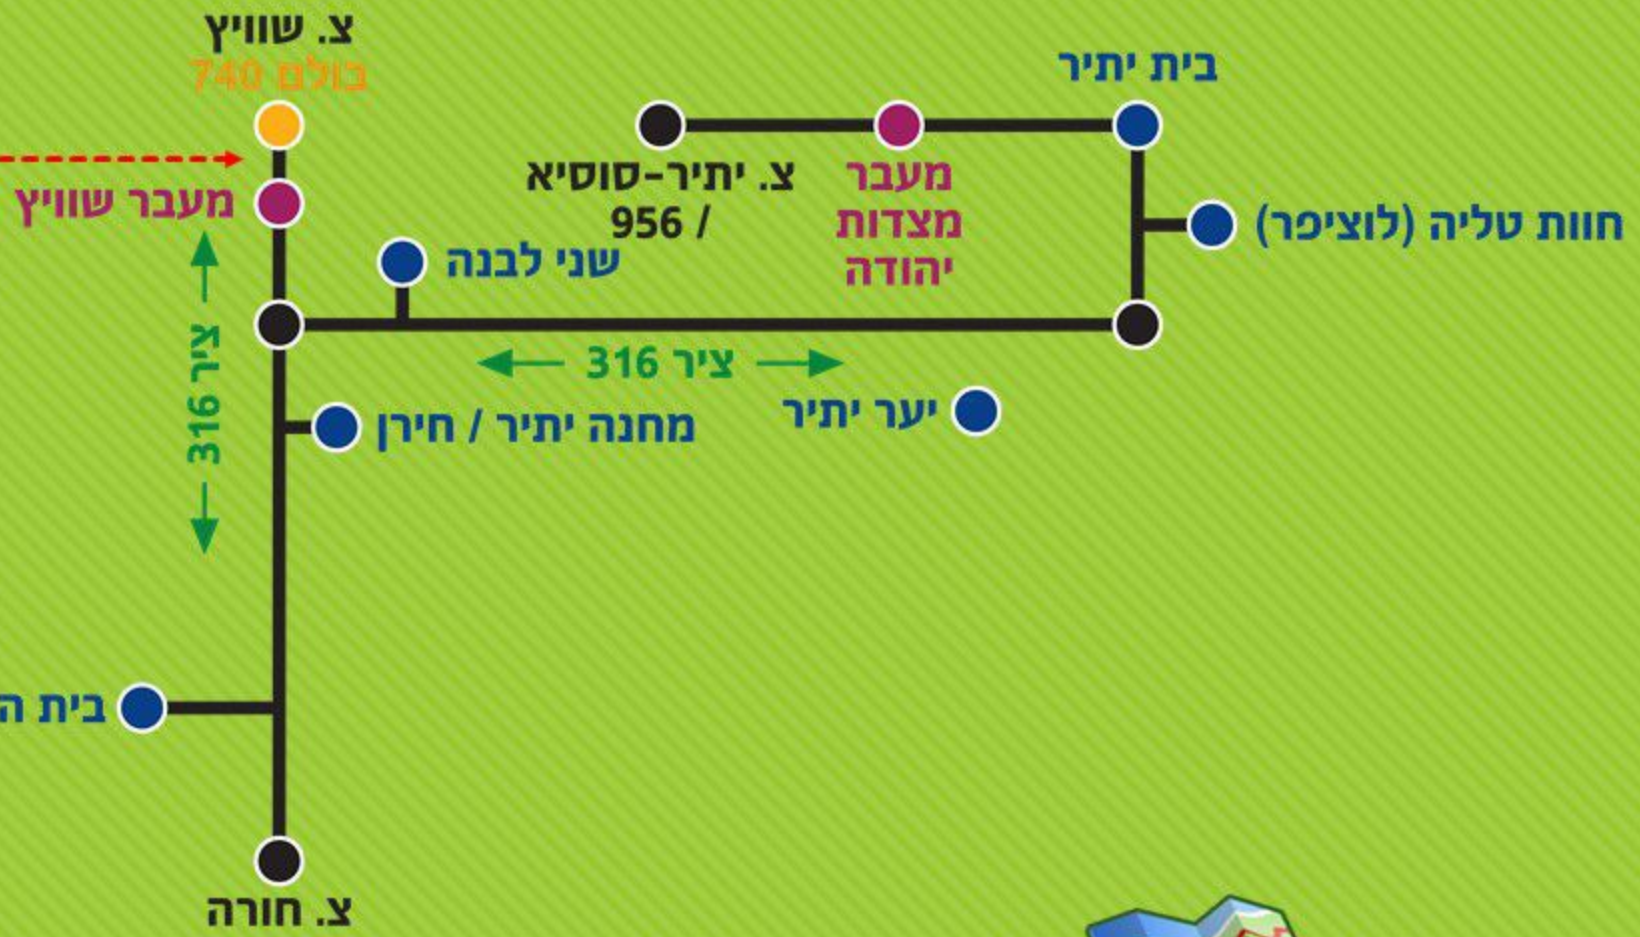 צ. שוויץ
בולם 740
מעבר שוויץ
בית יתיר
צ. יתיר-סוסיא
956 /
מעבר
מצדות
יהודה
חוות טליה (לוציפר)
שני לבנה
ציר 316
ציר 316
יער יתיר
מחנה יתיר / חירן
בית ה
צ. חורה